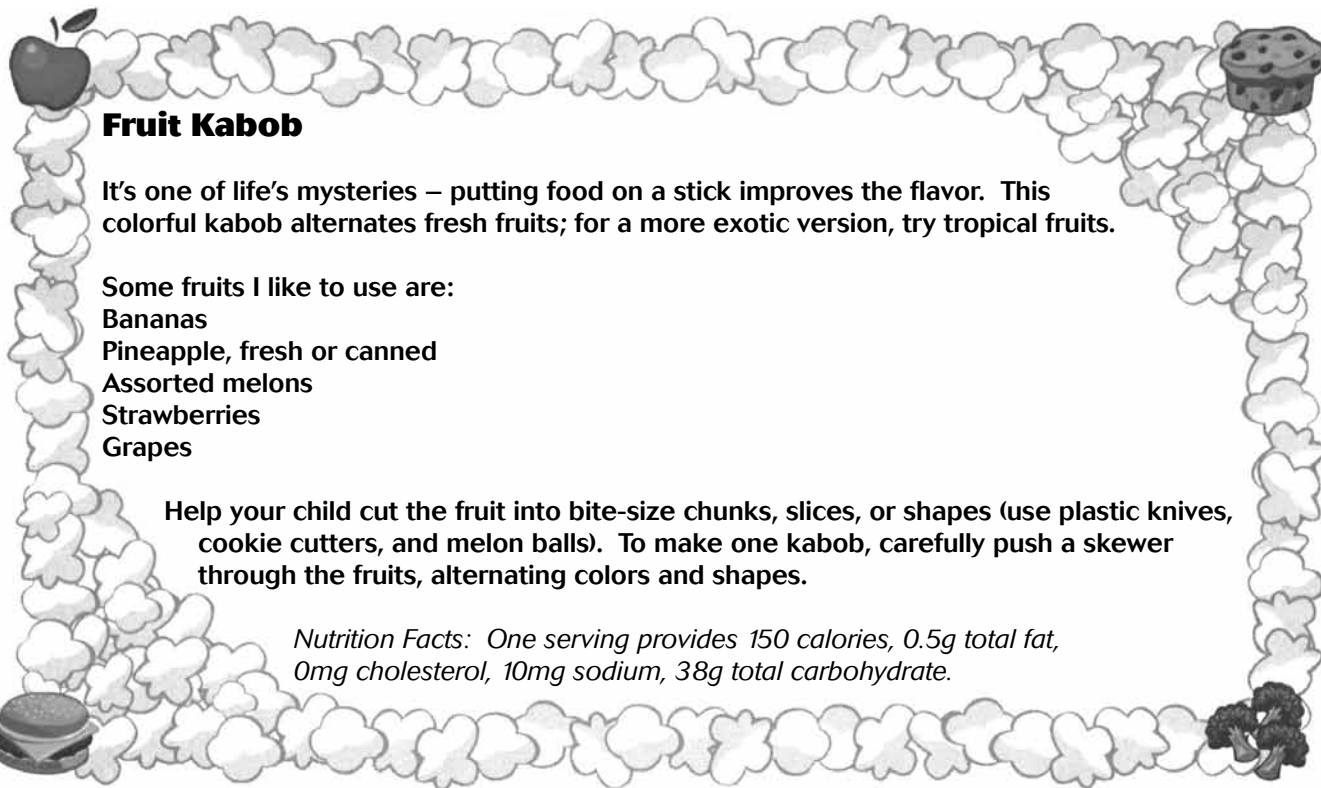 Fruit Kabob
It's one of life's mysteries – putting food on a stick improves the flavor.  This
colorful kabob alternates fresh fruits; for a more exotic version, try tropical fruits.
Some fruits I like to use are:
Bananas
Pineapple, fresh or canned
Assorted melons
Strawberries
Grapes
Help your child cut the fruit into bite-size chunks, slices, or shapes (use plastic knives,
cookie cutters, and melon balls).  To make one kabob, carefully push a skewer
through the fruits, alternating colors and shapes.
Nutrition Facts:  One serving provides 150 calories, 0.5g total fat,
0mg cholesterol, 10mg sodium, 38g total carbohydrate.